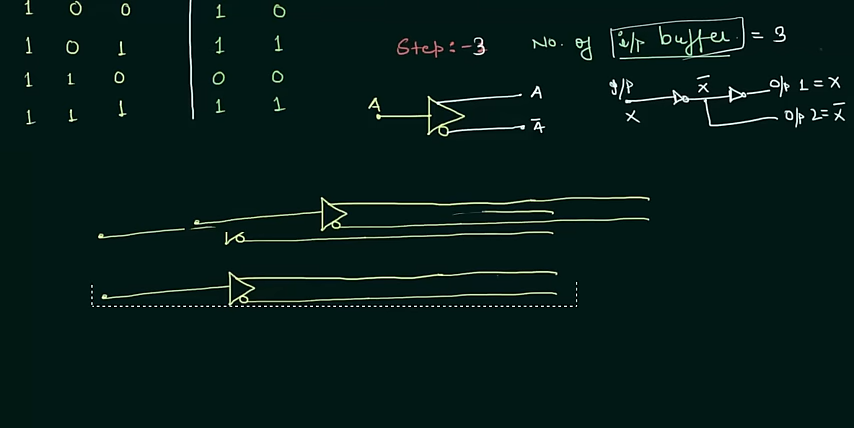 1 0 0 1 0
1 0 1 1 1
1 1 0 0 0
1 1 1 1 1
Step:-3
No. of i/p buffer = 3
A
A
A̅
I/P
X
X̅
O/p 1 = X
O/p 2 = X̅